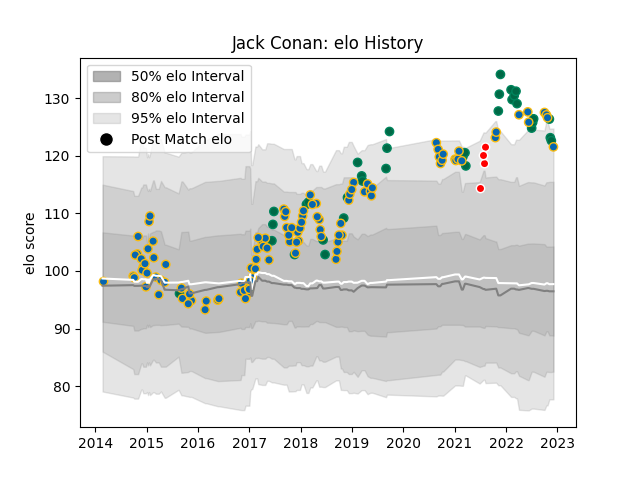 Jack Conan: elo History
50% elo Interval
80% elo Interval
95% elo Interval
Post Match elo
elo score
130
120
110
100
90
80
2014 2015 2016 2017 2018 2019 2020 2021 2022 2023